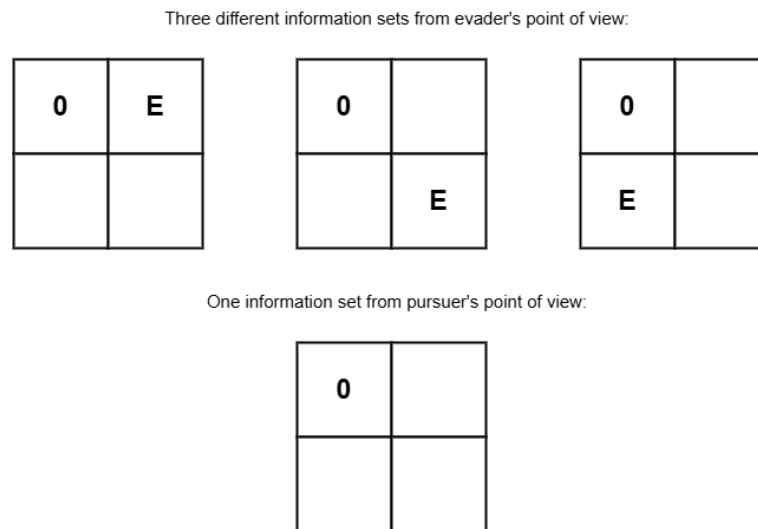 Three different information sets from evader's point of view:
0 E
0
E
0
E
One information set from pursuer's point of view:
0